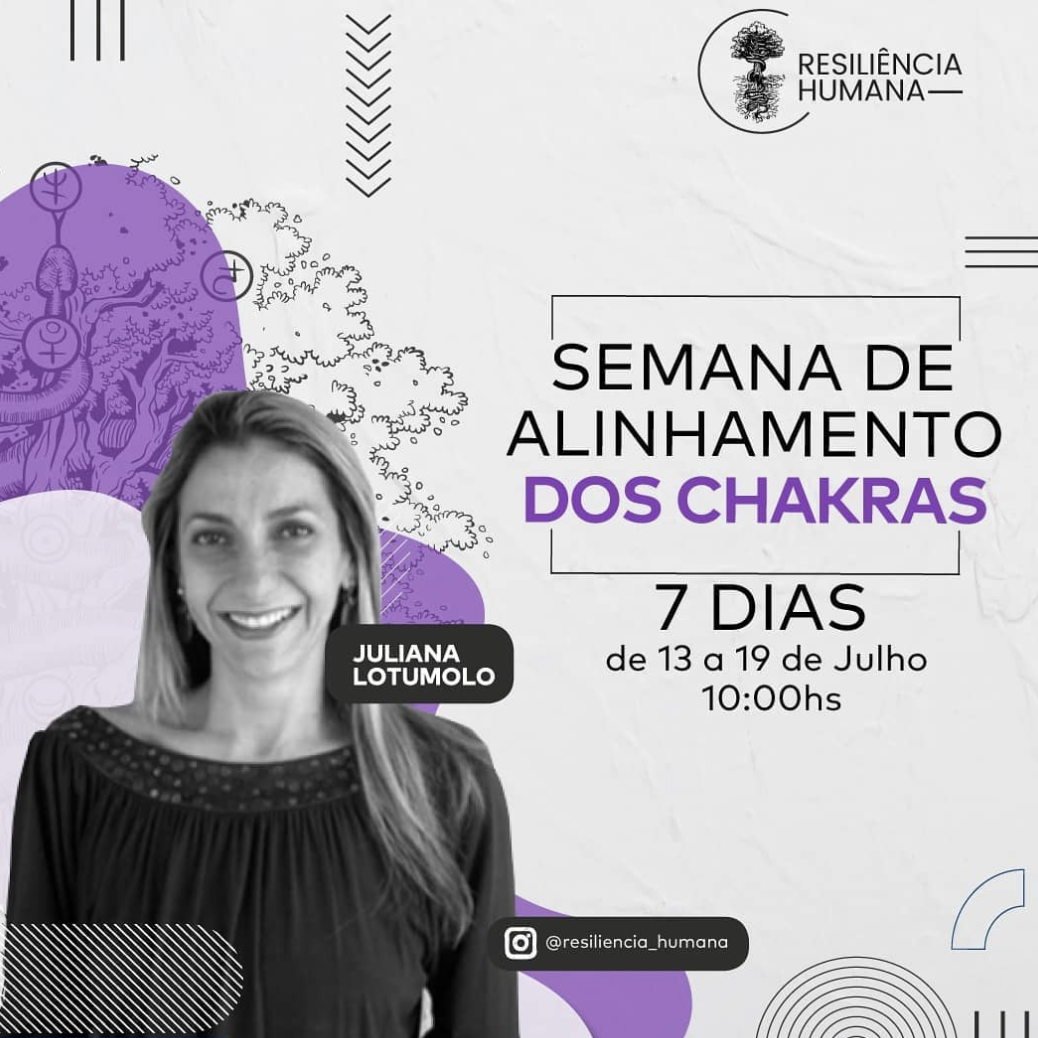 RESILIÊNCIA
HUMANA
SEMANA DE
ALINHAMENTO
DOS CHAKRAS
7 DIAS
de 13 a 19 de Julho
10:00hs
JULIANA
LOTUMOLO
@resiliencia_humana